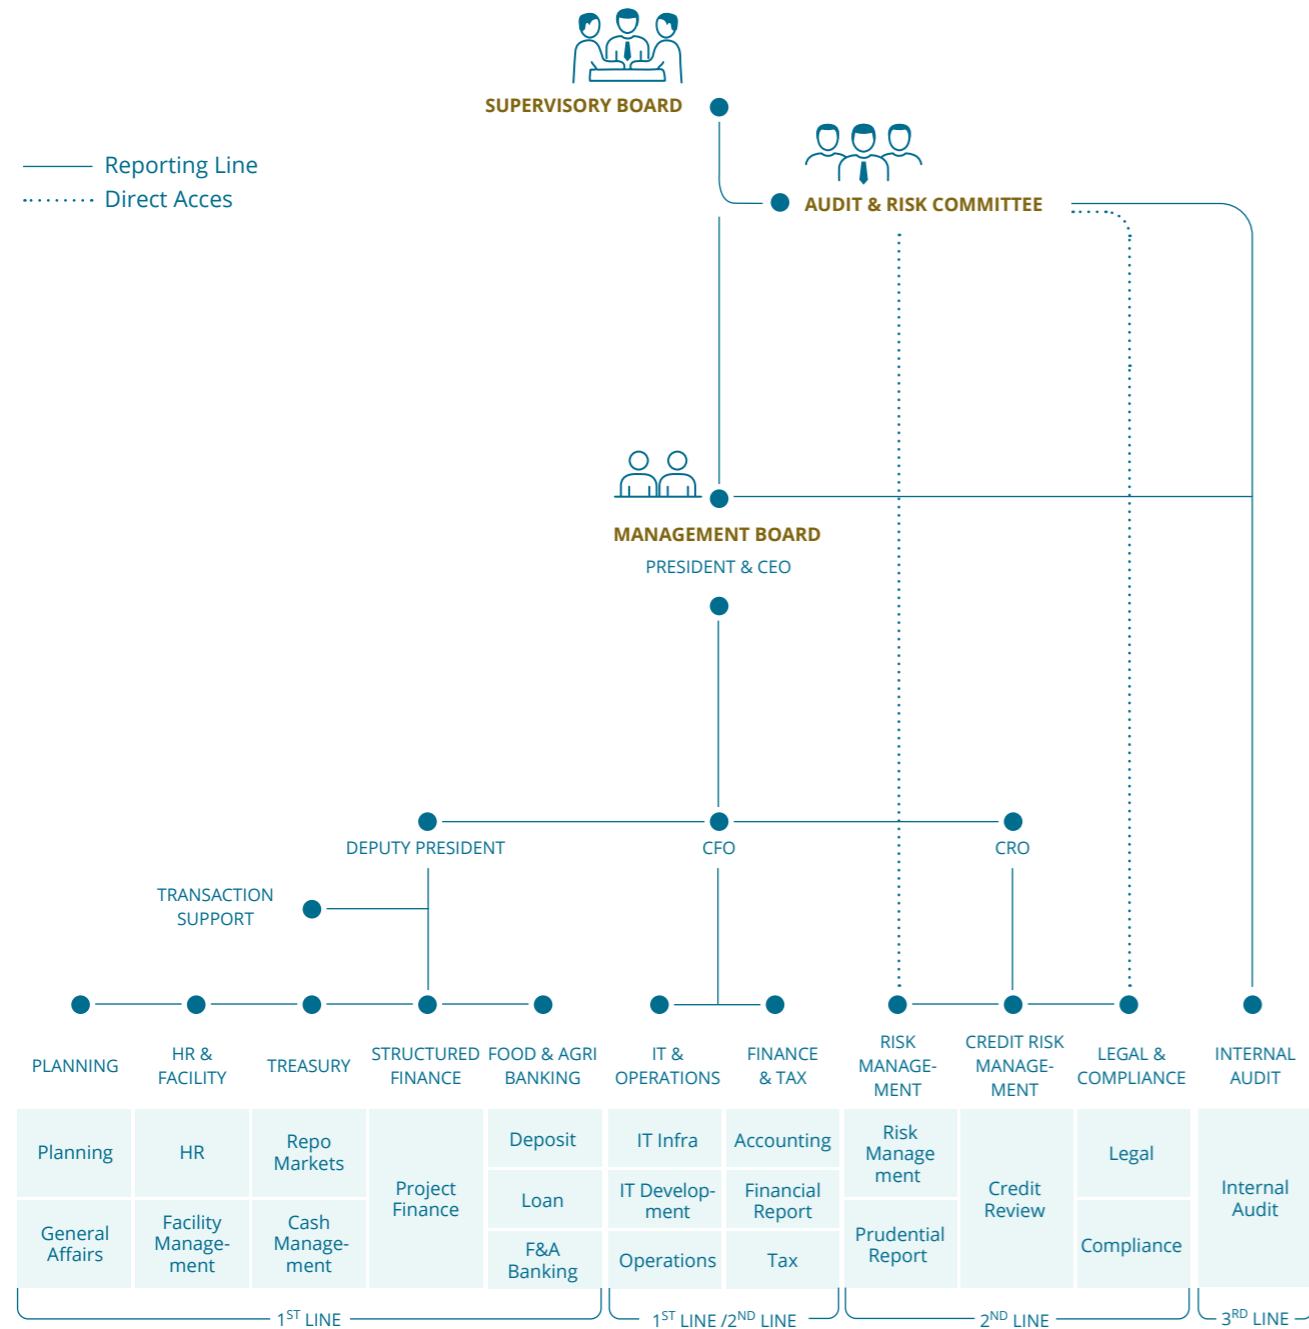 SUPERVISORY BOARD
Reporting Line
Direct Acces
AUDIT & RISK COMMITTEE
MANAGEMENT BOARD
PRESIDENT & CEO
DEPUTY PRESIDENT
CFO
CRO
TRANSACTION
SUPPORT
PLANNING
HR &
FACILITY
TREASURY
STRUCTURED
FINANCE
FOOD & AGRI
BANKING
IT &
OPERATIONS
FINANCE
& TAX
RISK
MANAGE-
MENT
CREDIT RISK
MANAGE-
MENT
LEGAL &
COMPLIANCE
INTERNAL
AUDIT
Planning
General
Affairs
HR
Facility
Manage-
ment
Repo
Markets
Cash
Manage-
ment
Project
Finance
Deposit
Loan
F&A
Banking
IT Infra
IT Develop-
ment
Operations
Accounting
Financial
Report
Tax
Risk
Manage
ment
Prudential
Report
Credit
Review
Legal
Compliance
Internal
Audit
1ST LINE
1ST LINE /2ND LINE
2ND LINE
3RD LINE